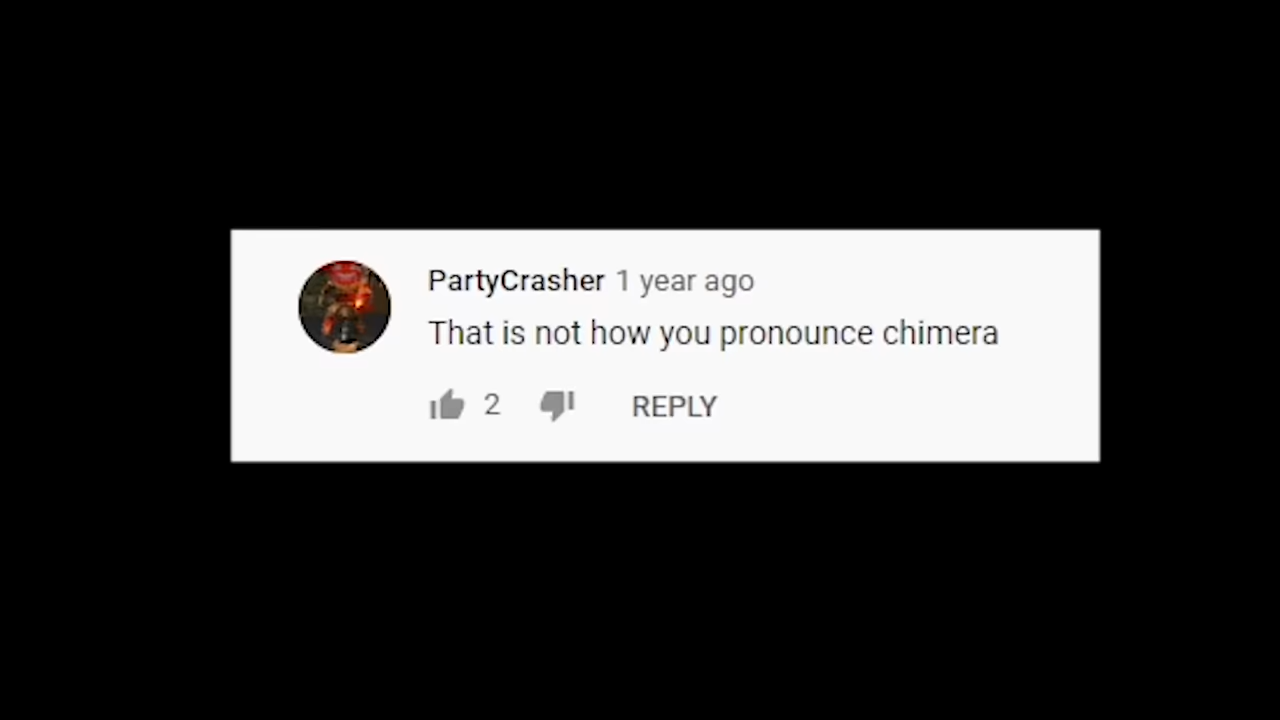 PartyCrasher 1 year ago
That is not how you pronounce chimera
2 REPLY